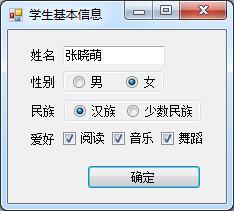 学生基本信息
姓名 张晓萌
性别 男 女
民族 汉族 少数民族
爱好 阅读 音乐 舞蹈
确定